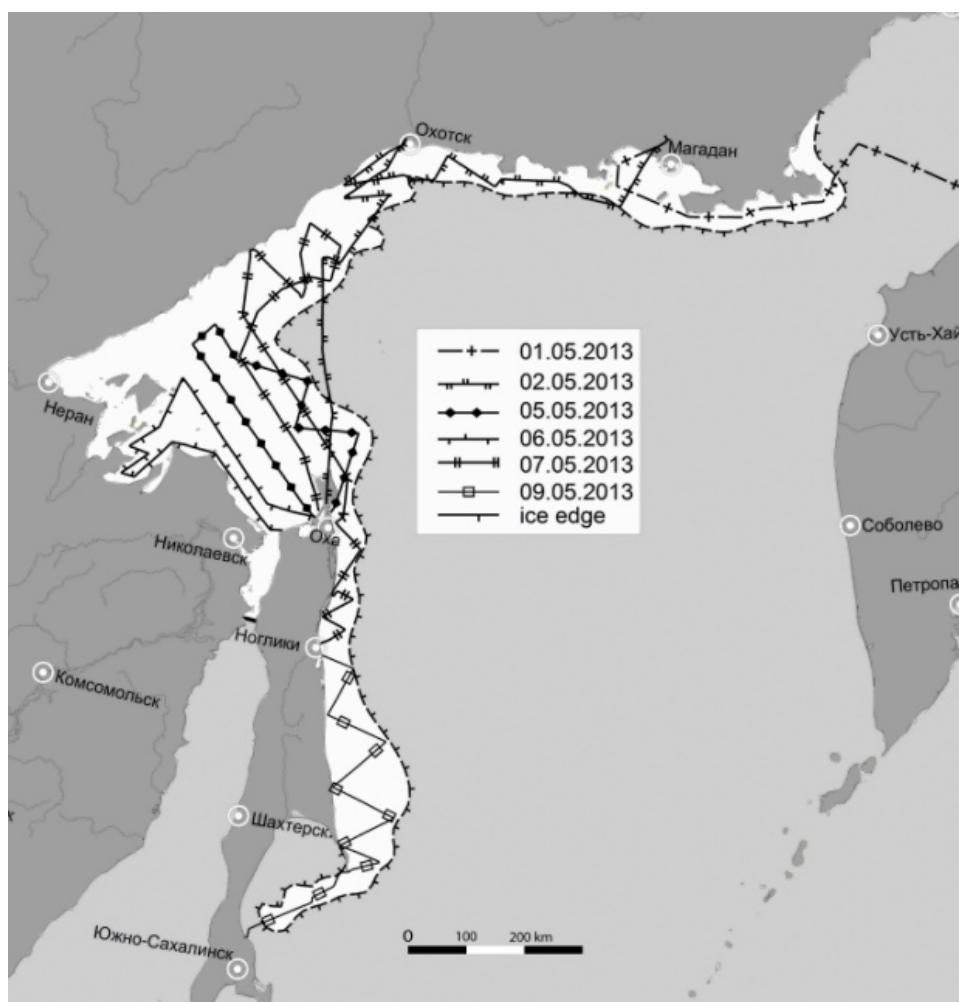 Охотск
Магадан
Усть-Хай
01.05.2013
02.05.2013
05.05.2013
06.05.2013
07.05.2013
09.05.2013
ice edge
Неран
Николаевск
Оха
Соболево
Петропа
Ноглики
Комсомольск
Шахтерск.
Южно-Сахалинск
0 100 200 km